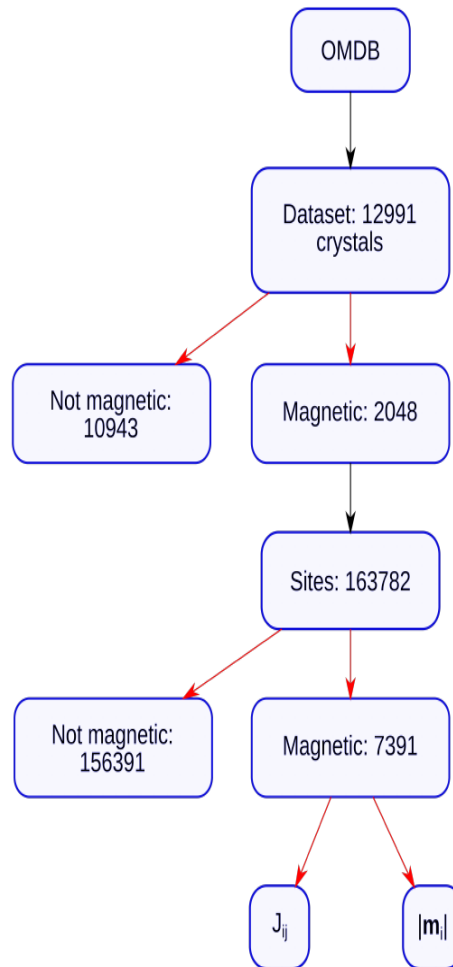 OMDB
Dataset: 12991
crystals
Not magnetic:
10943
Magnetic: 2048
Sites: 163782
Not magnetic:
156391
Magnetic: 7391
Jᵢⱼ
|mᵢ|